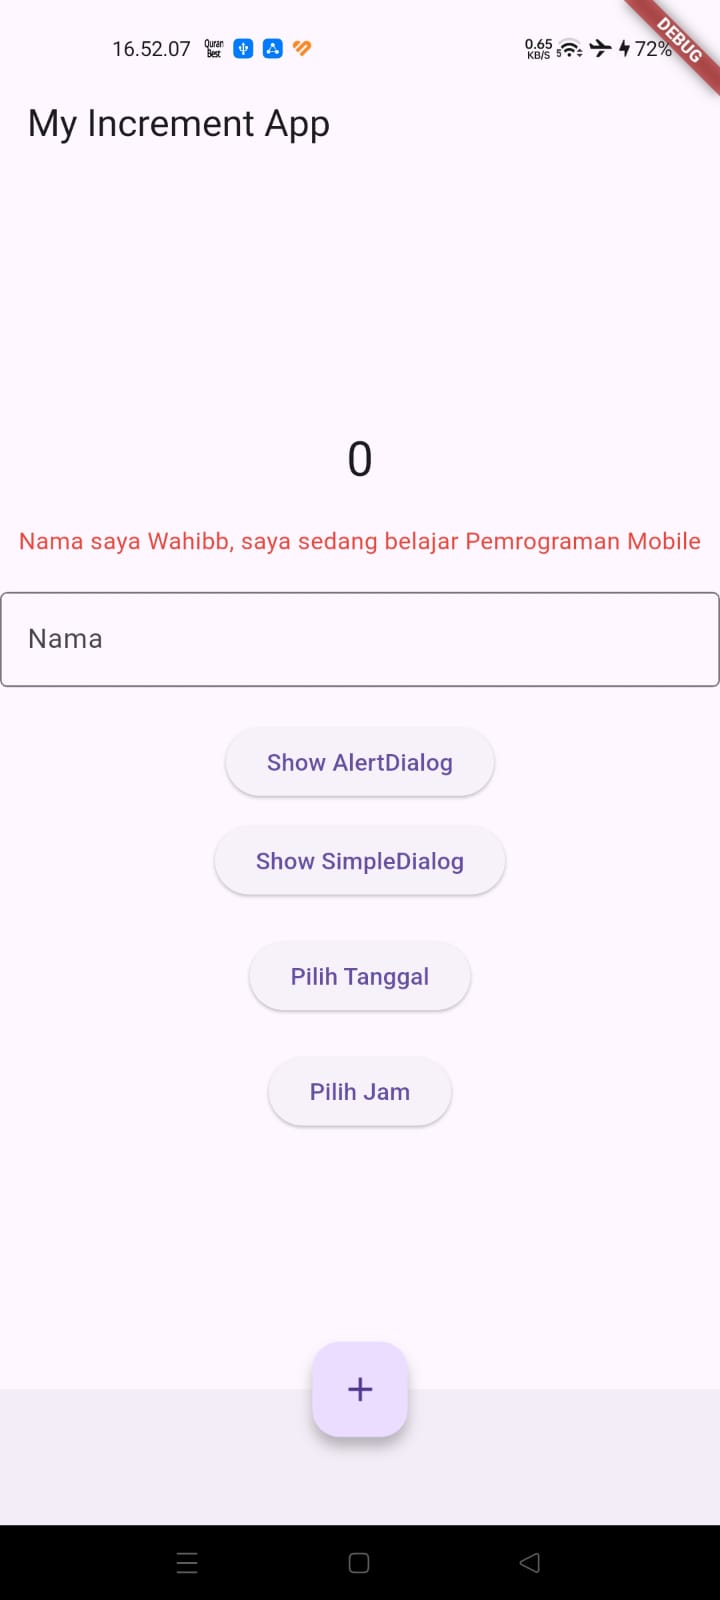 16.52.07 Quran Best 0.65 KB/S 5 72%
DEBUG
My Increment App
0
Nama saya Wahibb, saya sedang belajar Pemrograman Mobile
Nama
Show AlertDialog
Show SimpleDialog
Pilih Tanggal
Pilih Jam
+